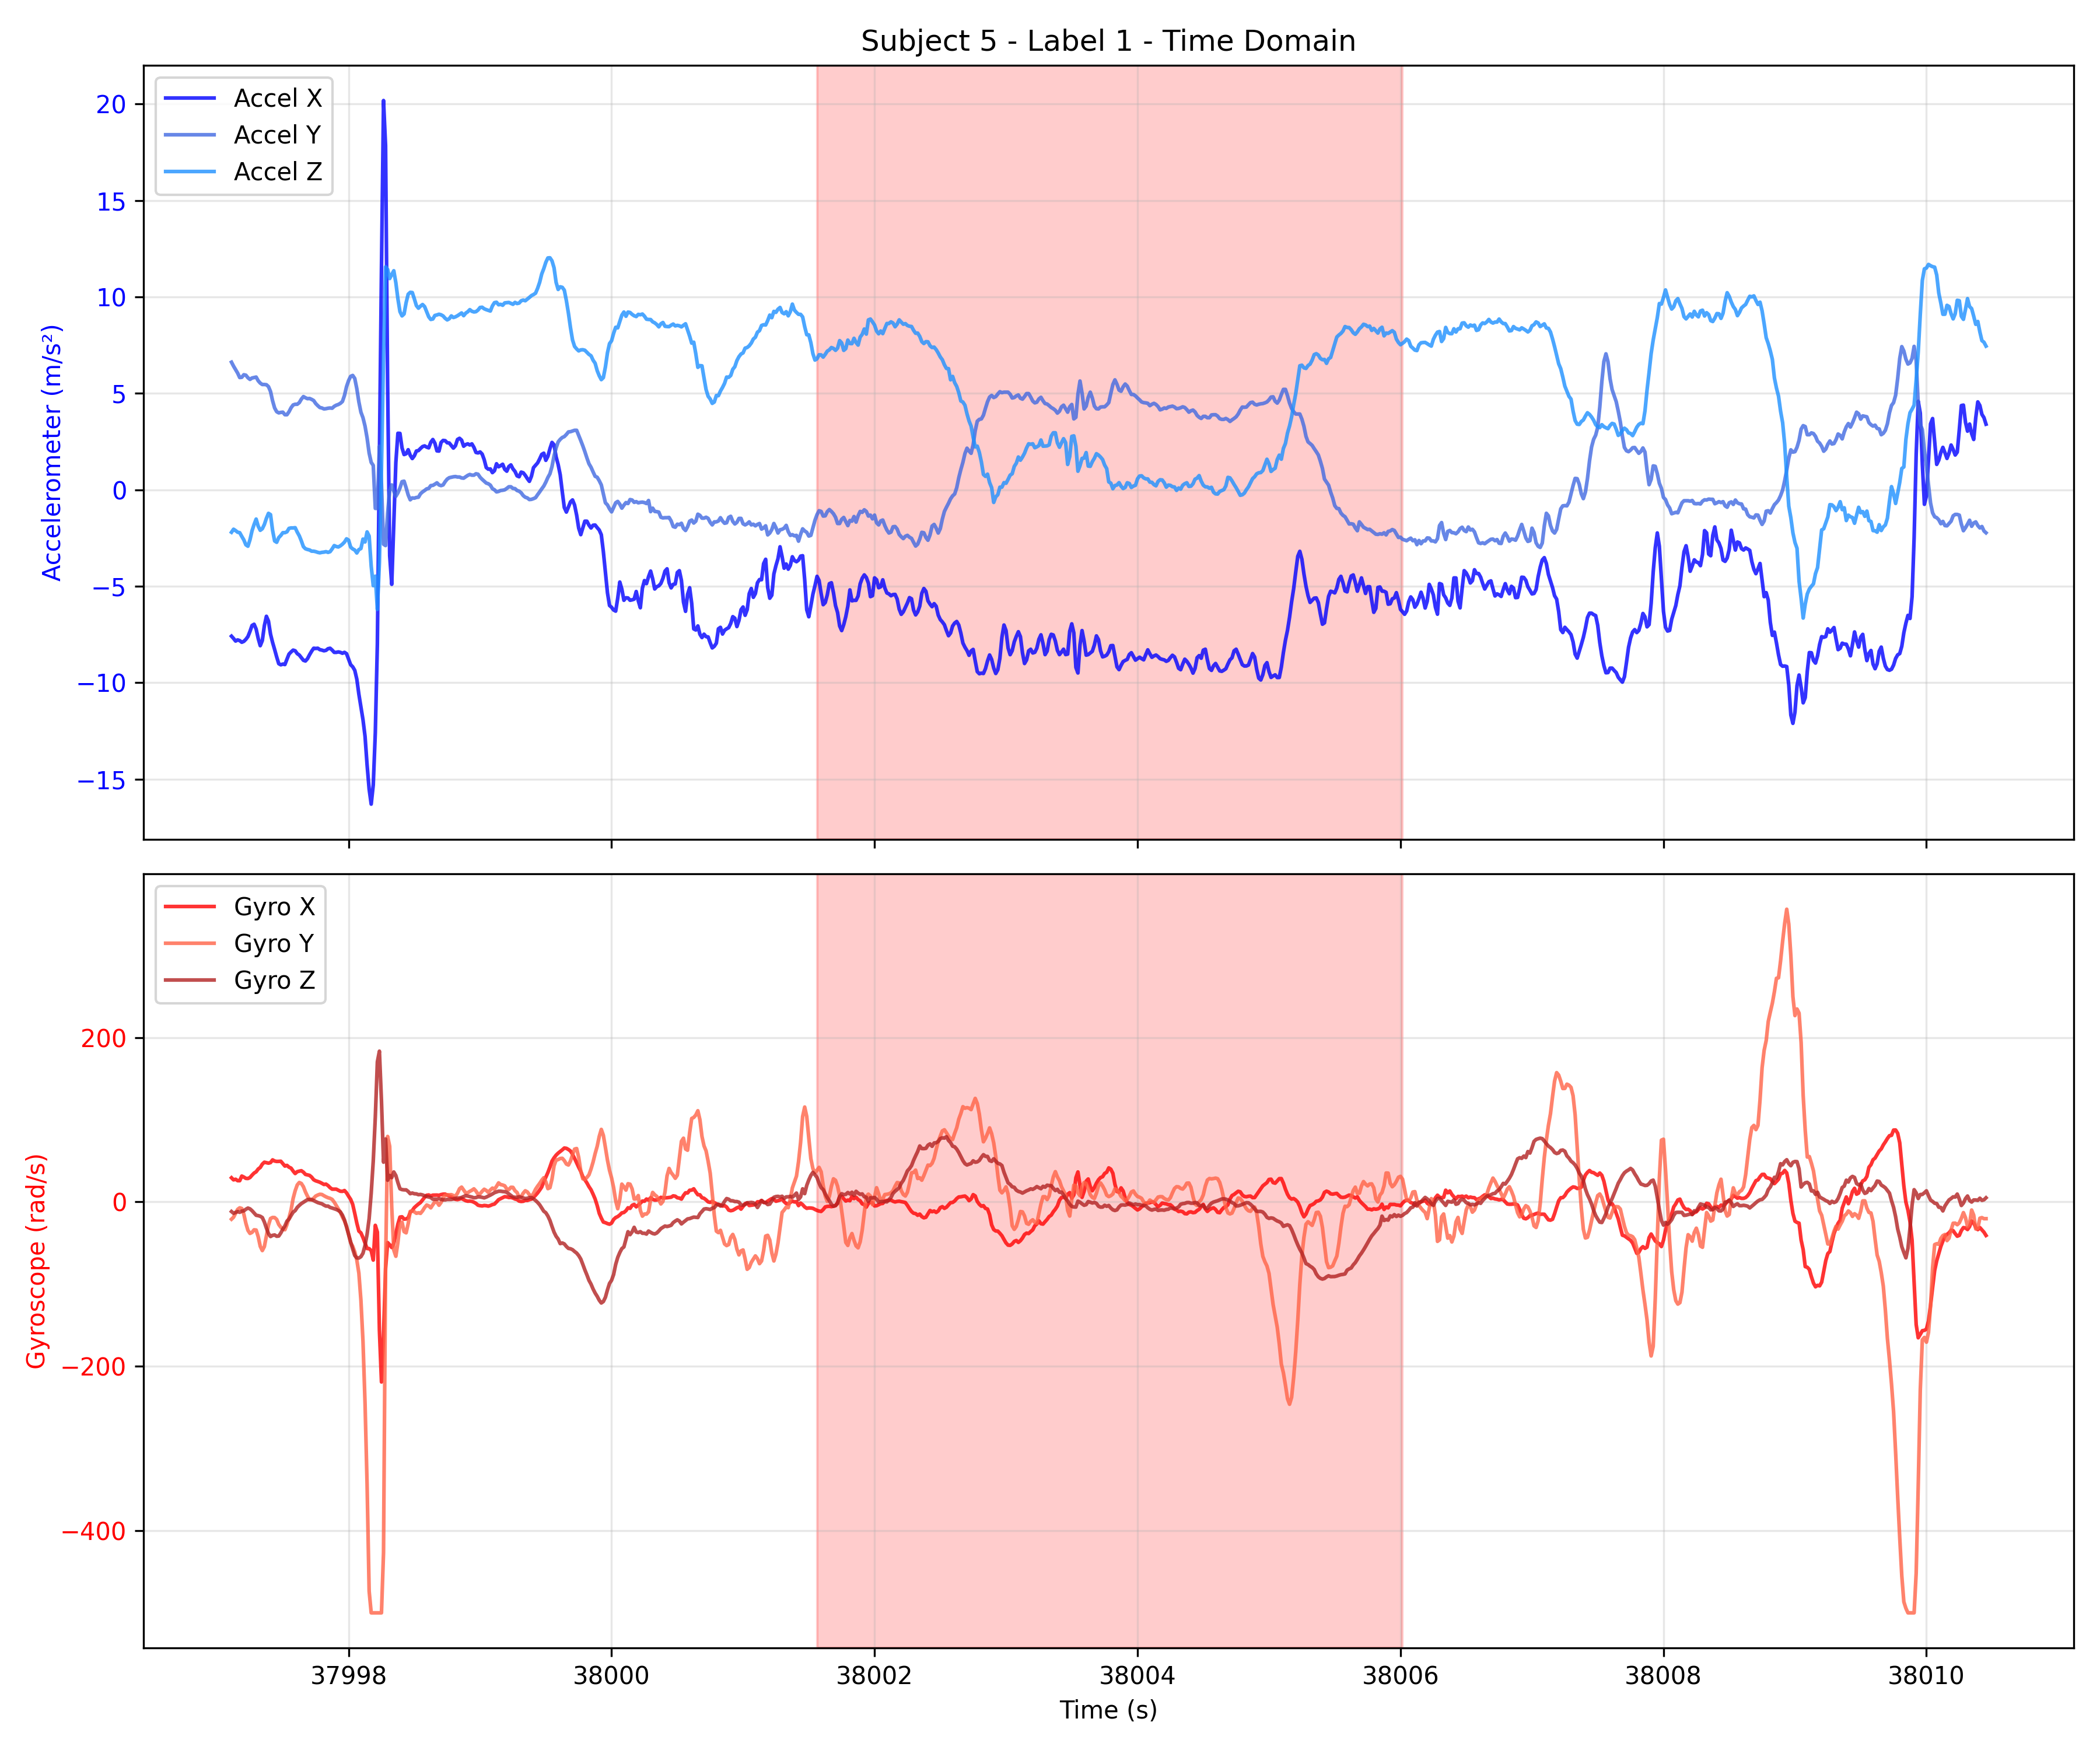 Subject 5 - Label 1 - Time Domain
Accel X
Accel Y
Accel Z
20
15
10
5
0
−5
−10
−15
Accelerometer (m/s²)
Gyro X
Gyro Y
Gyro Z
200
0
−200
−400
Gyroscope (rad/s)
37998 38000 38002 38004 38006 38008 38010
Time (s)